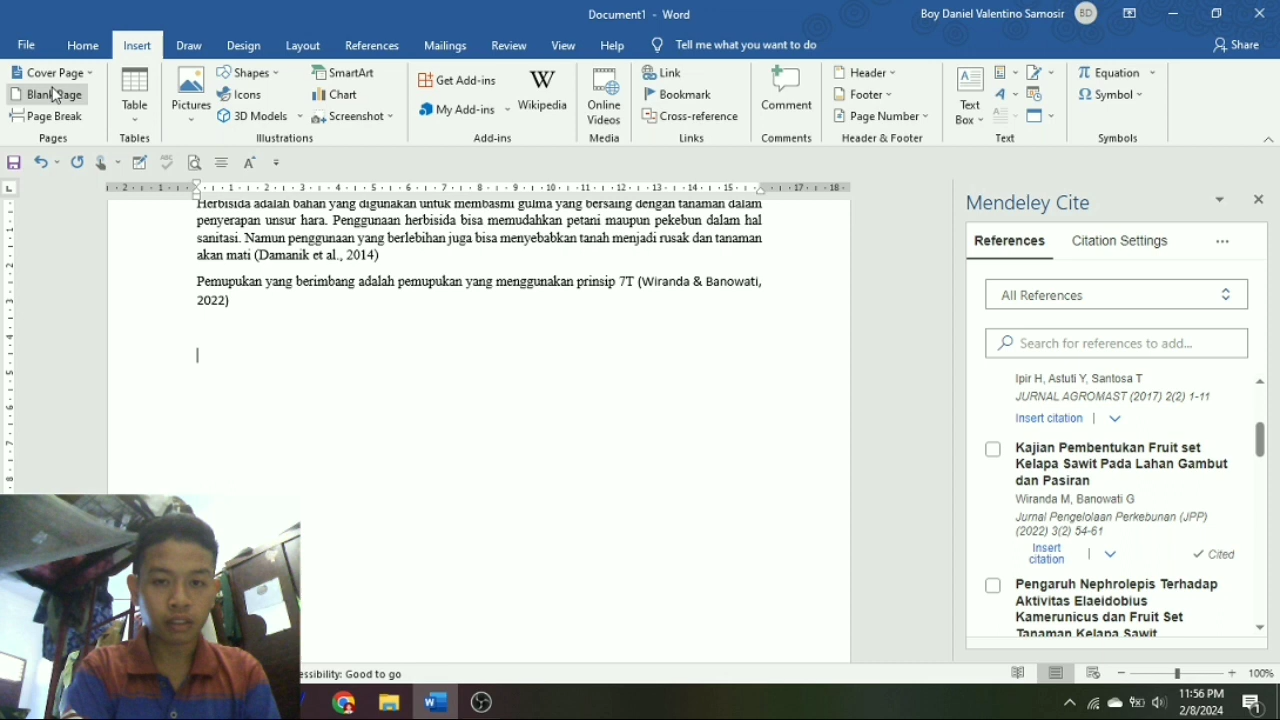 Document1 - Word
Boy Daniel Valentino Samosir
BD
File Home Insert Draw Design Layout References Mailings Review View Help Tell me what you want to do
Share
Cover Page
Blank Page
Page Break
Pages
Table
Tables
Pictures
Shapes
Icons
3D Models
SmartArt
Chart
Screenshot
Illustrations
Get Add-ins
My Add-ins
Wikipedia
Add-ins
Online
Videos
Media
Link
Bookmark
Cross-reference
Links
Comment
Comments
Header
Footer
Page Number
Header & Footer
Text
Box
Text
Equation
Symbol
Symbols
Herbisida adalah bahan yang digunakan untuk membasmi gulma yang bersaing dengan tanaman dalam
penyerapan unsur hara. Penggunaan herbisida bisa memudahkan petani maupun pekebun dalam hal
sanitasi. Namun penggunaan yang berlebihan juga bisa menyebabkan tanah menjadi rusak dan tanaman
akan mati (Damanik et al., 2014)
Pemupukan yang berimbang adalah pemupukan yang menggunakan prinsip 7T (Wiranda & Banowati,
2022)
Mendeley Cite
References Citation Settings
All References
Search for references to add...
Ipir H, Astuti Y, Santosa T
JURNAL AGROMAST (2017) 2(2) 1-11
Insert citation
Kajian Pembentukan Fruit set
Kelapa Sawit Pada Lahan Gambut
dan Pasiran
Wiranda M, Banowati G
Jurnal Pengelolaan Perkebunan (JPP)
(2022) 3(2) 54-61
Insert
citation
Cited
Pengaruh Nephrolepis Terhadap
Aktivitas Elaeidobius
Kamerunicus dan Fruit Set
Tanaman Kelapa Sawit
ssibility: Good to go
100%
11:56 PM
2/8/2024